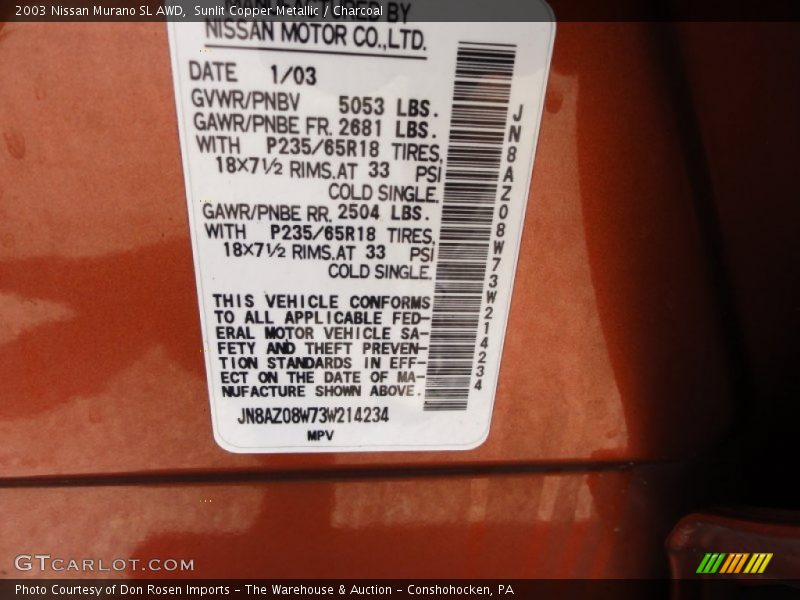 2003 Nissan Murano SL AWD,  Sunlit Copper Metallic / Charcoal
MANUFACTURED BY
NISSAN MOTOR CO.,LTD.
DATE 1/03
GVWR/PNBV 5053 LBS.
GAWR/PNBE FR. 2681 LBS.
WITH P235/65R18 TIRES,
18×7½ RIMS.AT 33 PSI
COLD SINGLE.
GAWR/PNBE RR. 2504 LBS.
WITH P235/65R18 TIRES,
18×7½ RIMS.AT 33 PSI
COLD SINGLE.
THIS VEHICLE CONFORMS
TO ALL APPLICABLE FED-
ERAL MOTOR VEHICLE SA-
FETY AND THEFT PREVEN-
TION STANDARDS IN EFF-
ECT ON THE DATE OF MA-
NUFACTURE SHOWN ABOVE.
JN8AZ08W73W214234
MPV
JN8AZ08W73W214234
GTCARLOT.COM
Photo Courtesy of Don Rosen Imports - The Warehouse & Auction - Conshohocken, PA